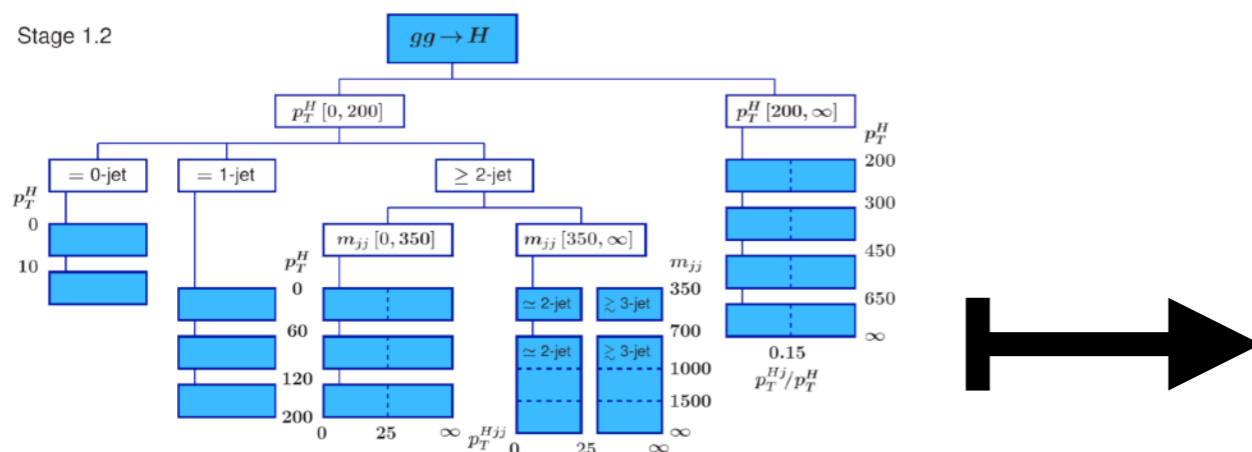 Stage 1.2
gg → H
p_T^H [0, 200]
p_T^H [200, ∞]
p_T^H
= 0-jet
= 1-jet
≥ 2-jet
200
p_T^H
300
0
m_jj [0, 350]
m_jj [350, ∞]
450
10
p_T^H
m_jj
0
≃ 2-jet
≳ 3-jet
350
650
60
700
∞
≃ 2-jet
≳ 3-jet
0.15
120
1000
p_T^{Hj}/p_T^H
1500
200
∞
0
25
∞
p_T^{Hjj}
0
25
∞